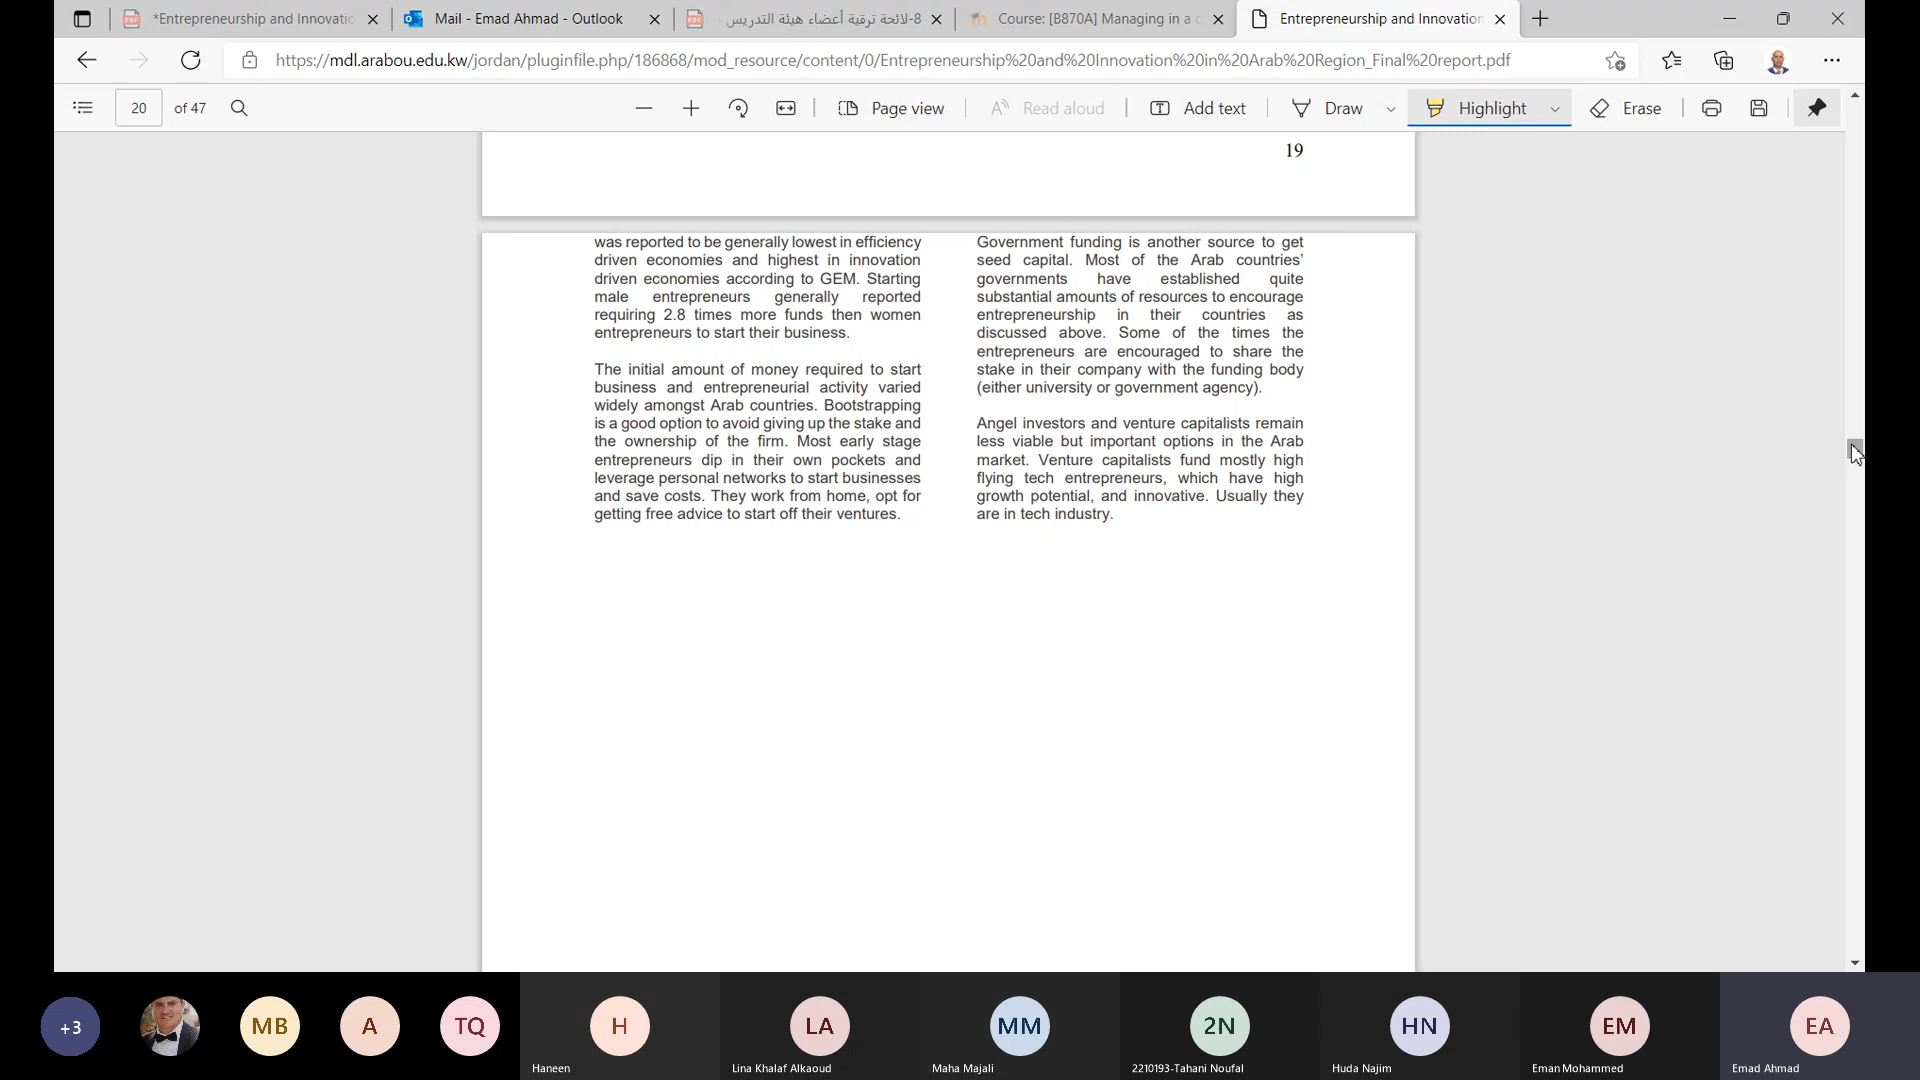 *Entrepreneurship and Innovatio
Mail - Emad Ahmad - Outlook
8-لائحة ترقية أعضاء هيئة التدريس
Course: [B870A] Managing in a c
Entrepreneurship and Innovation
https://mdl.arabou.edu.kw/jordan/pluginfile.php/186868/mod_resource/content/0/Entrepreneurship%20and%20Innovation%20in%20Arab%20Region_Final%20report.pdf
20 of 47
Page view
Read aloud
Add text
Draw
Highlight
Erase
19
was reported to be generally lowest in efficiency
driven economies and highest in innovation
driven economies according to GEM. Starting
male entrepreneurs generally reported
requiring 2.8 times more funds then women
entrepreneurs to start their business.
The initial amount of money required to start
business and entrepreneurial activity varied
widely amongst Arab countries. Bootstrapping
is a good option to avoid giving up the stake and
the ownership of the firm. Most early stage
entrepreneurs dip in their own pockets and
leverage personal networks to start businesses
and save costs. They work from home, opt for
getting free advice to start off their ventures.
Government funding is another source to get
seed capital. Most of the Arab countries'
governments have established quite
substantial amounts of resources to encourage
entrepreneurship in their countries as
discussed above. Some of the times the
entrepreneurs are encouraged to share the
stake in their company with the funding body
(either university or government agency).
Angel investors and venture capitalists remain
less viable but important options in the Arab
market. Venture capitalists fund mostly high
flying tech entrepreneurs, which have high
growth potential, and innovative. Usually they
are in tech industry.
+3
MB
A
TQ
H
LA
MM
2N
HN
EM
EA
Haneen
Lina Khalaf Alkaoud
Maha Majali
2210193-Tahani Noufal
Huda Najim
Eman Mohammed
Emad Ahmad